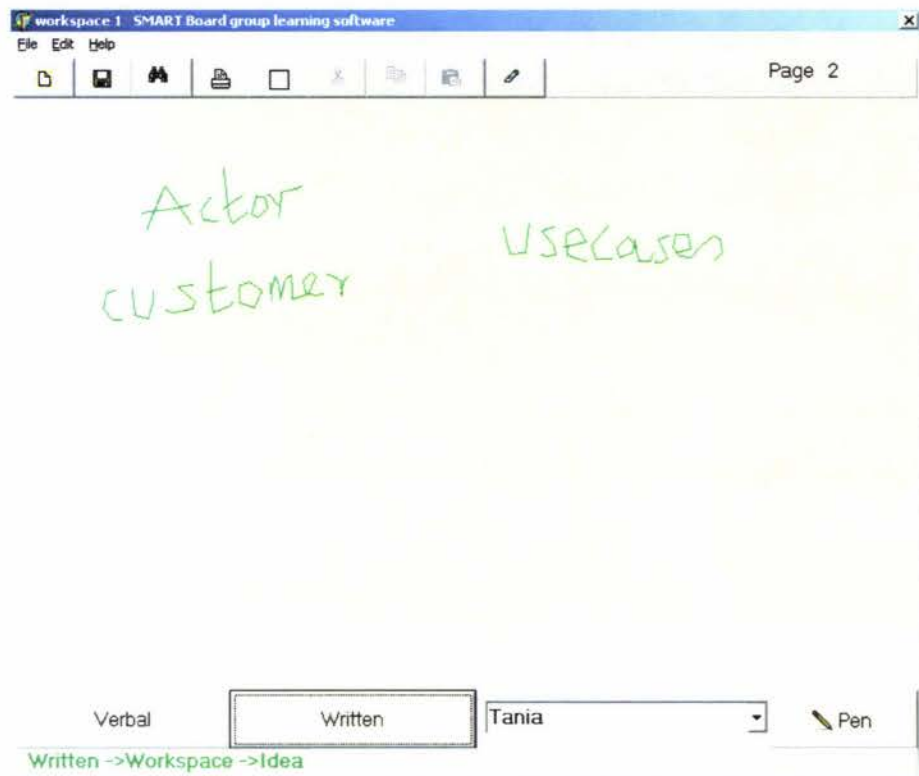 workspace 1 SMART Board group learning software
File Edit Help
Page 2
Actor
usecases
customer
Verbal Written Tania Pen
Written ->Workspace ->Idea